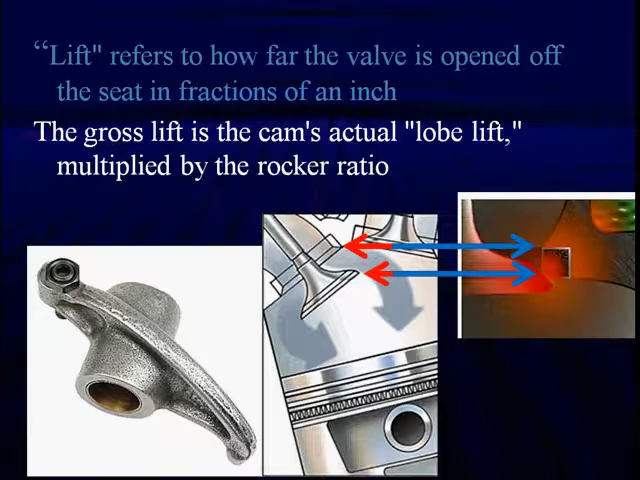 “Lift" refers to how far the valve is opened off
the seat in fractions of an inch
The gross lift is the cam's actual "lobe lift,"
multiplied by the rocker ratio